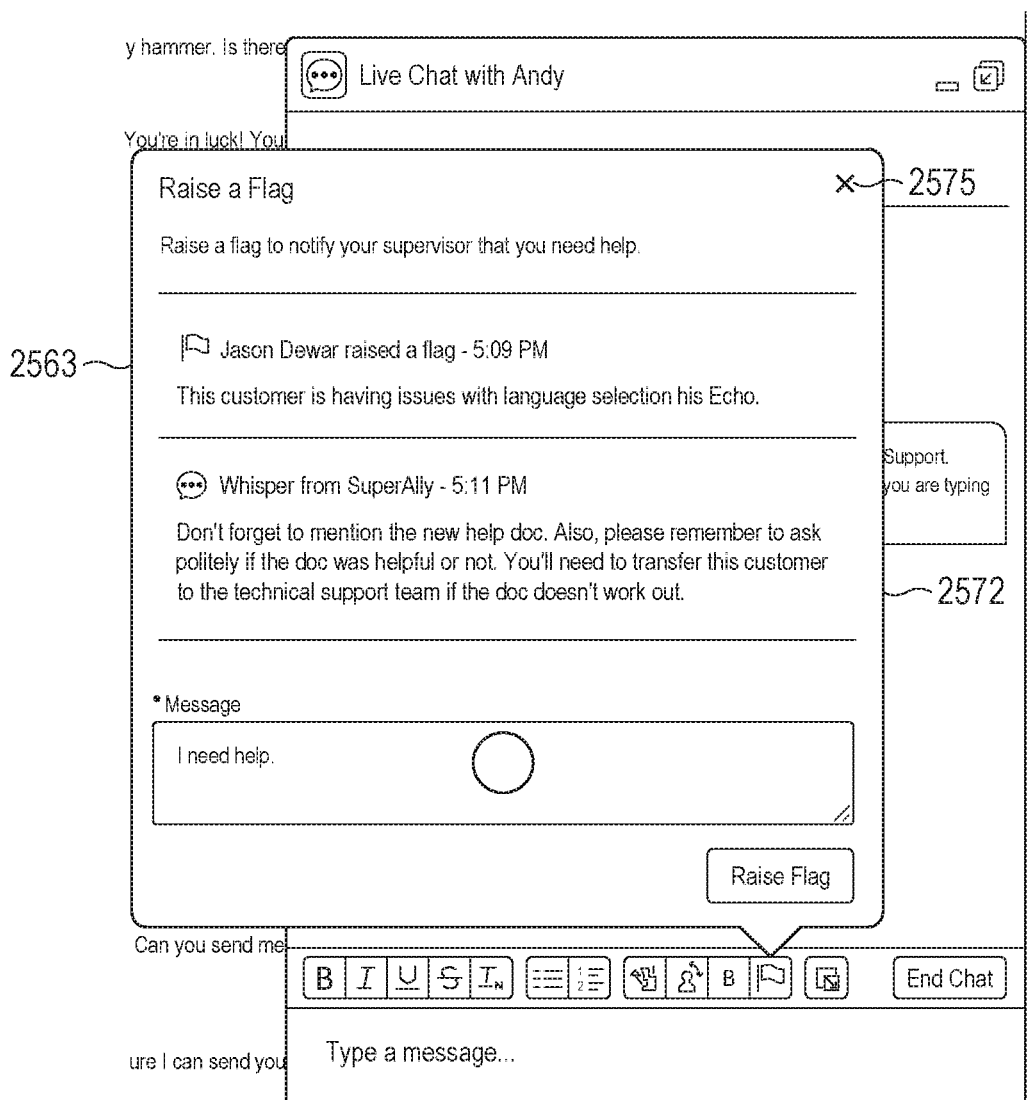 y hammer. Is there
Live Chat with Andy
You're in luck! You
Raise a Flag
2575
Raise a flag to notify your supervisor that you need help.
2563
Jason Dewar raised a flag - 5:09 PM
This customer is having issues with language selection his Echo.
Support.
you are typing
Whisper from SuperAlly - 5:11 PM
Don't forget to mention the new help doc. Also, please remember to ask
politely if the doc was helpful or not. You'll need to transfer this customer
to the technical support team if the doc doesn't work out.
2572
* Message
I need help.
Raise Flag
Can you send me
B I U S T B End Chat
ure I can send you
Type a message...